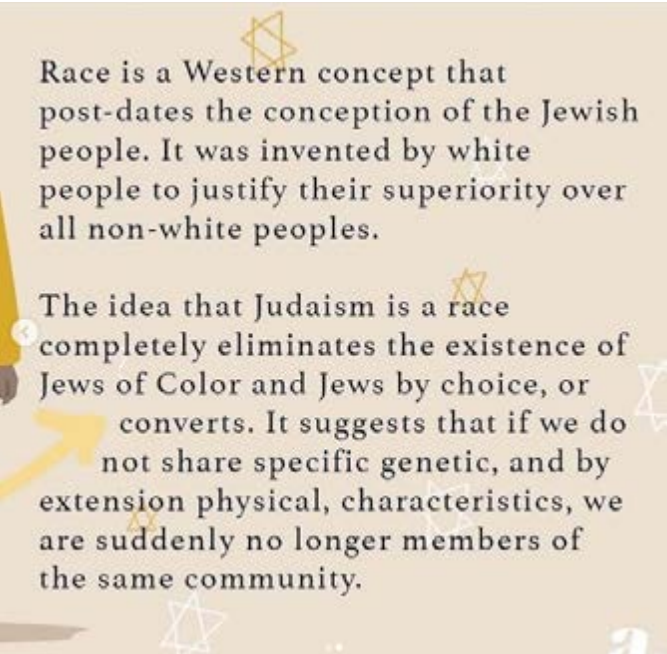 Race is a Western concept that
post-dates the conception of the Jewish
people. It was invented by white
people to justify their superiority over
all non-white peoples.
The idea that Judaism is a race
completely eliminates the existence of
Jews of Color and Jews by choice, or
converts. It suggests that if we do
not share specific genetic, and by
extension physical, characteristics, we
are suddenly no longer members of
the same community.
a